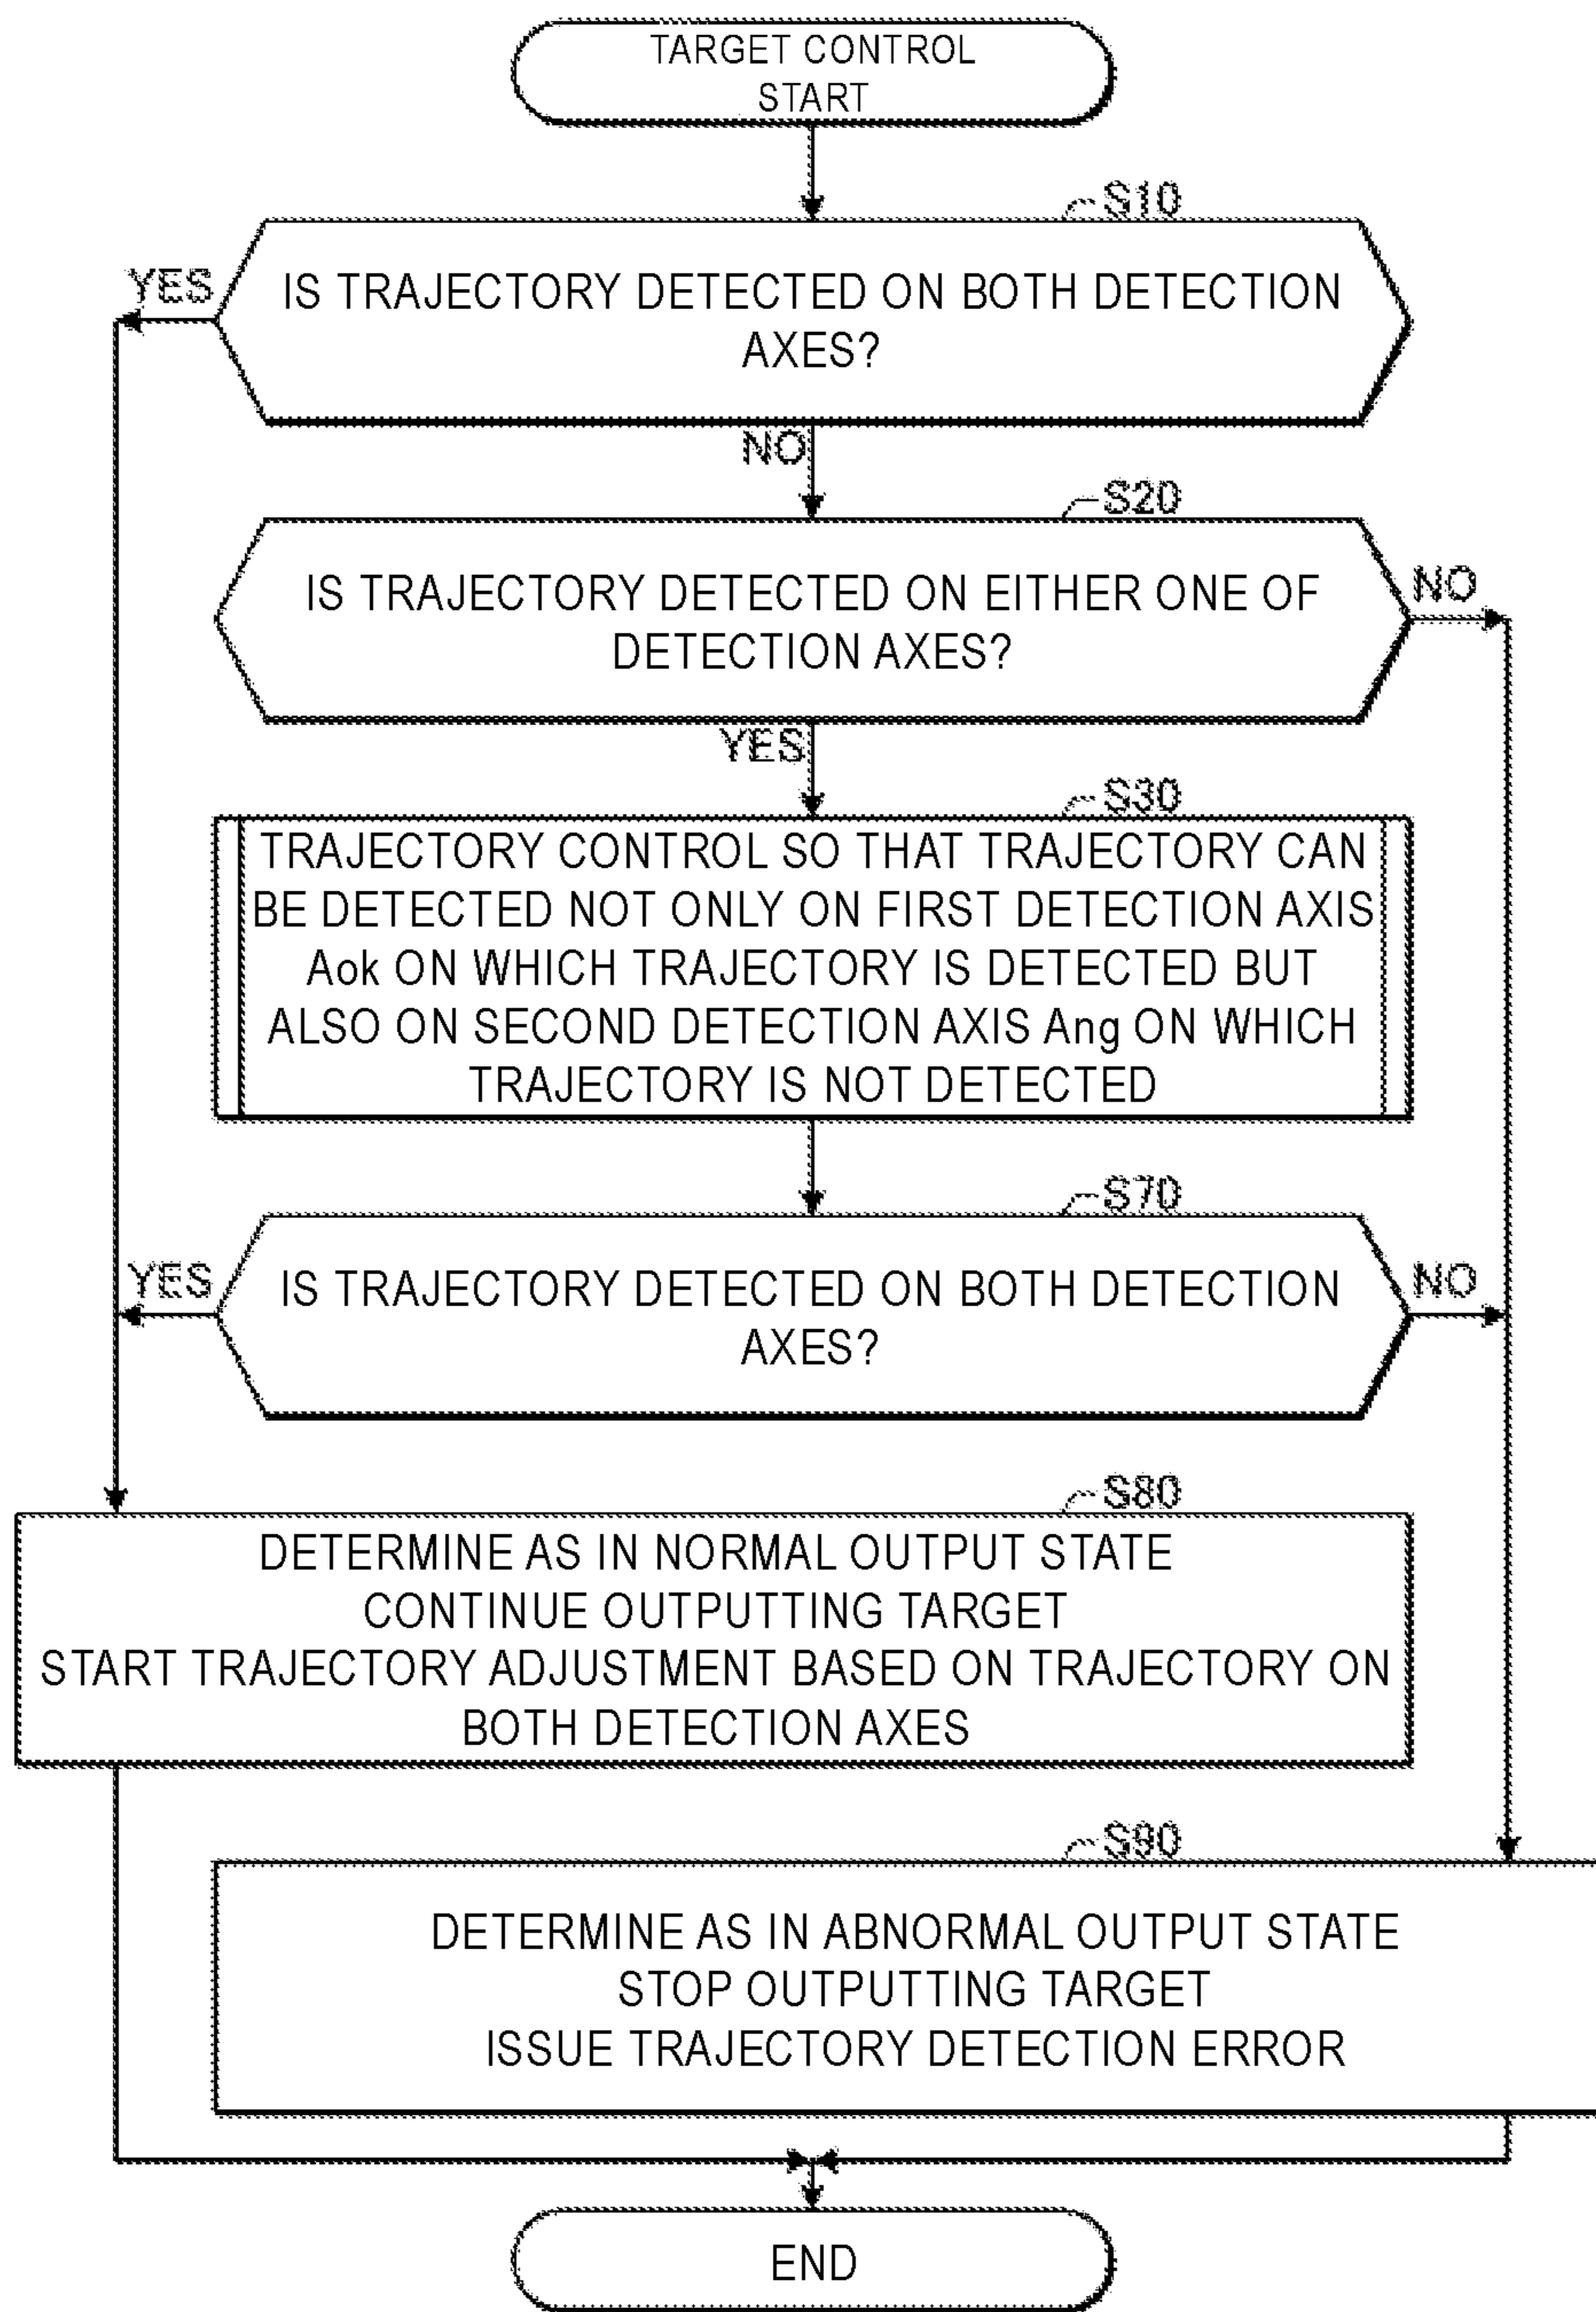 TARGET CONTROL
START
S10
YES
IS TRAJECTORY DETECTED ON BOTH DETECTION
AXES?
NO
S20
IS TRAJECTORY DETECTED ON EITHER ONE OF
DETECTION AXES?
NO
YES
S30
TRAJECTORY CONTROL SO THAT TRAJECTORY CAN
BE DETECTED NOT ONLY ON FIRST DETECTION AXIS
Aok ON WHICH TRAJECTORY IS DETECTED BUT
ALSO ON SECOND DETECTION AXIS Ang ON WHICH
TRAJECTORY IS NOT DETECTED
S70
YES
IS TRAJECTORY DETECTED ON BOTH DETECTION
AXES?
NO
S80
DETERMINE AS IN NORMAL OUTPUT STATE
CONTINUE OUTPUTTING TARGET
START TRAJECTORY ADJUSTMENT BASED ON TRAJECTORY ON
BOTH DETECTION AXES
S90
DETERMINE AS IN ABNORMAL OUTPUT STATE
STOP OUTPUTTING TARGET
ISSUE TRAJECTORY DETECTION ERROR
END